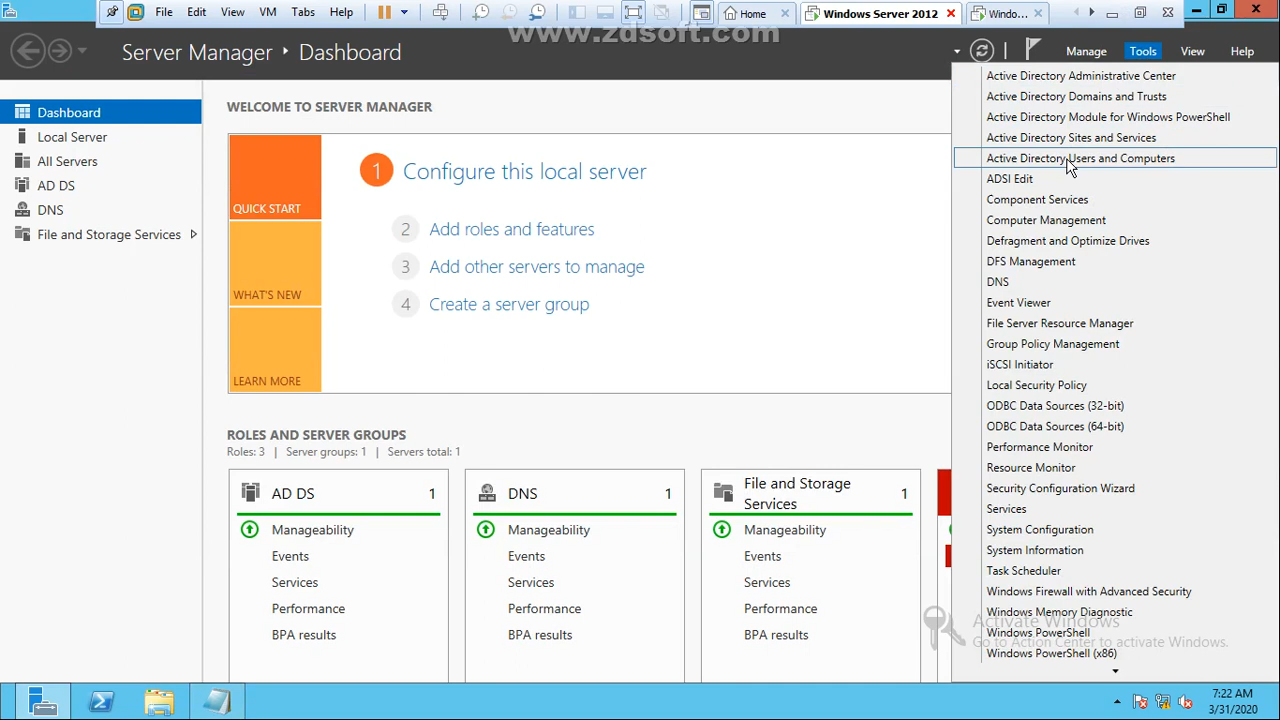 File Edit View VM Tabs Help Home Windows Server 2012 Windo...
www.zdsoft.com
Server Manager Dashboard Manage Tools View Help
Dashboard
Local Server
All Servers
AD DS
DNS
File and Storage Services
WELCOME TO SERVER MANAGER
QUICK START
WHAT'S NEW
LEARN MORE
1 Configure this local server
2 Add roles and features
3 Add other servers to manage
4 Create a server group
ROLES AND SERVER GROUPS
Roles: 3 | Server groups: 1 | Servers total: 1
AD DS 1
Manageability
Events
Services
Performance
BPA results
DNS 1
Manageability
Events
Services
Performance
BPA results
File and Storage
Services 1
Manageability
Events
Services
Performance
BPA results
Active Directory Administrative Center
Active Directory Domains and Trusts
Active Directory Module for Windows PowerShell
Active Directory Sites and Services
Active Directory Users and Computers
ADSI Edit
Component Services
Computer Management
Defragment and Optimize Drives
DFS Management
DNS
Event Viewer
File Server Resource Manager
Group Policy Management
iSCSI Initiator
Local Security Policy
ODBC Data Sources (32-bit)
ODBC Data Sources (64-bit)
Performance Monitor
Resource Monitor
Security Configuration Wizard
Services
System Configuration
System Information
Task Scheduler
Windows Firewall with Advanced Security
Windows Memory Diagnostic
Windows PowerShell
Windows PowerShell (x86)
Activate Windows
Go to Action Center to activate Windows.
7:22 AM
3/31/2020